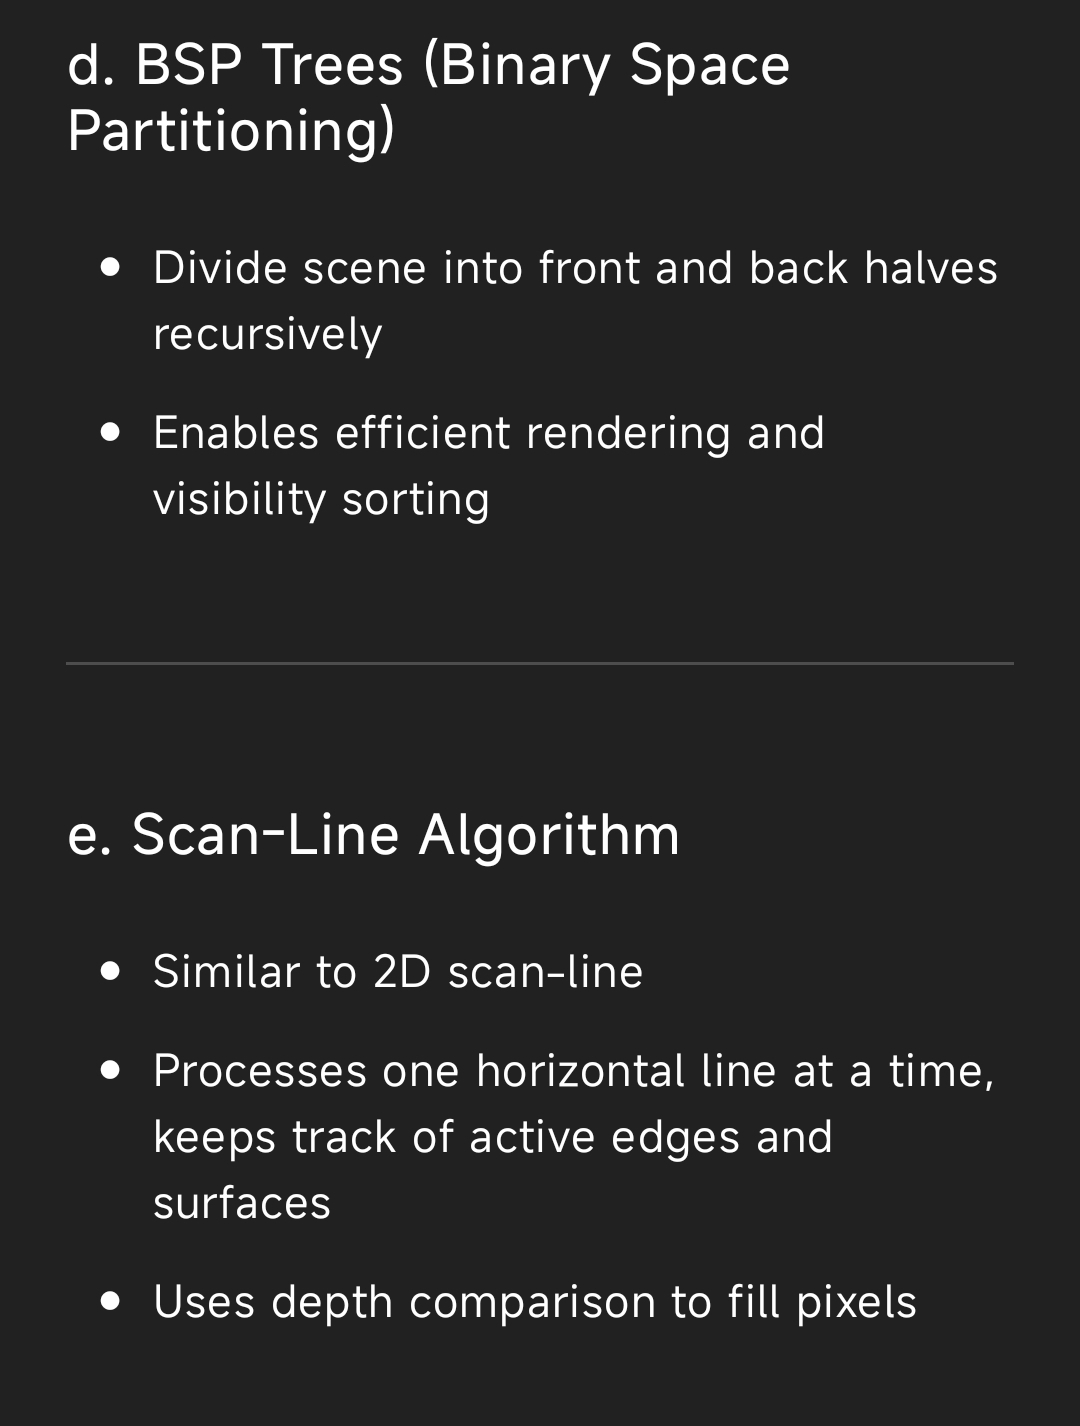 d. BSP Trees (Binary Space
Partitioning)
• Divide scene into front and back halves
recursively
• Enables efficient rendering and
visibility sorting
e. Scan-Line Algorithm
• Similar to 2D scan-line
• Processes one horizontal line at a time,
keeps track of active edges and
surfaces
• Uses depth comparison to fill pixels